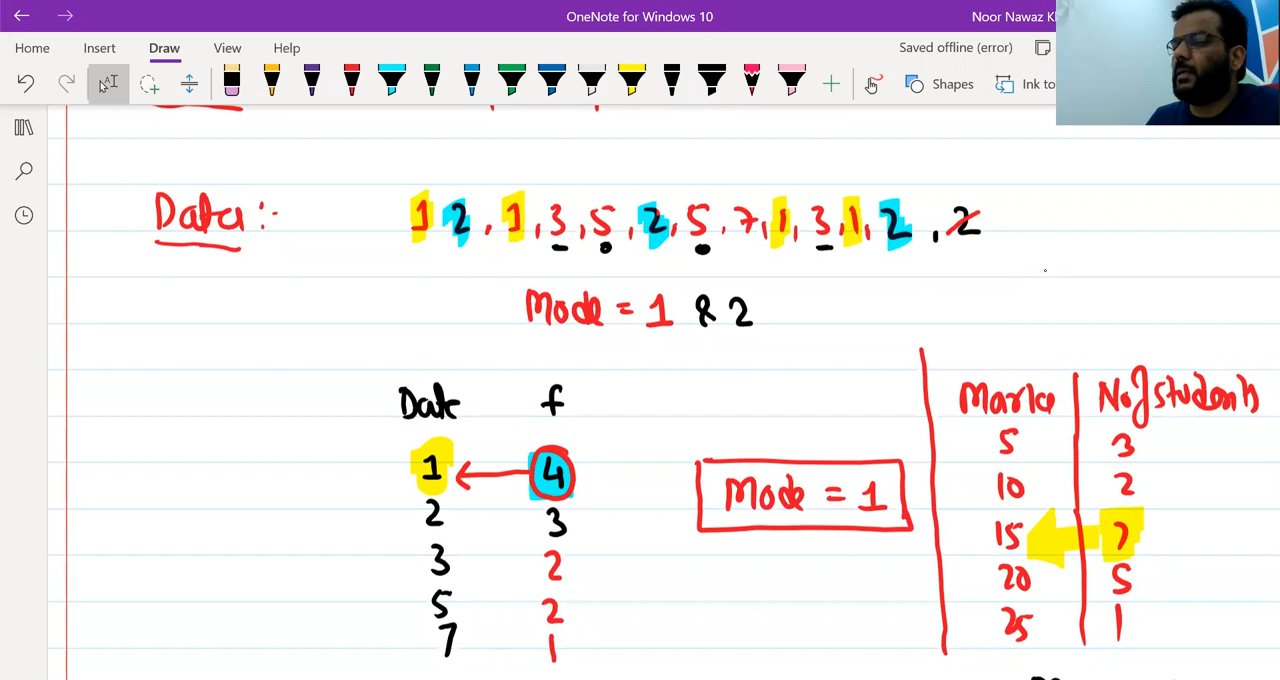 OneNote for Windows 10
Noor Nawaz Kh
Home Insert Draw View Help
Saved offline (error)
Shapes
Ink to
Data :-
1 2, 1, 3, 5, 2, 5, 7, 1, 3, 1, 2, , 2
Mode = 1 & 2
Date f
1 4
2 3
3 2
5 2
7 1
Mode = 1
Marks No of students
5 3
10 2
15 7
20 5
25 1